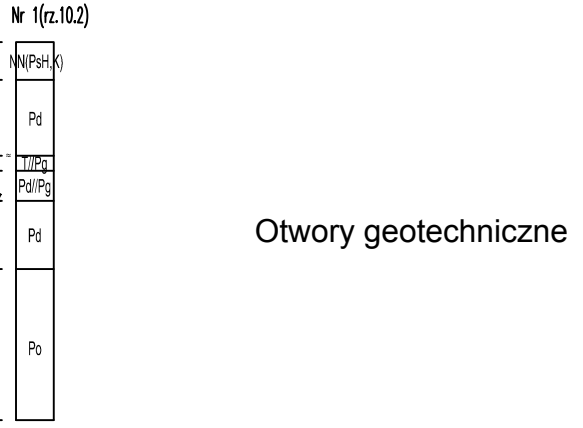 Nr 1(rz.10.2)
NN(PsH,K)
Pd
T//Pg
Pd//Pg
Pd
Otwory geotechniczne
Po